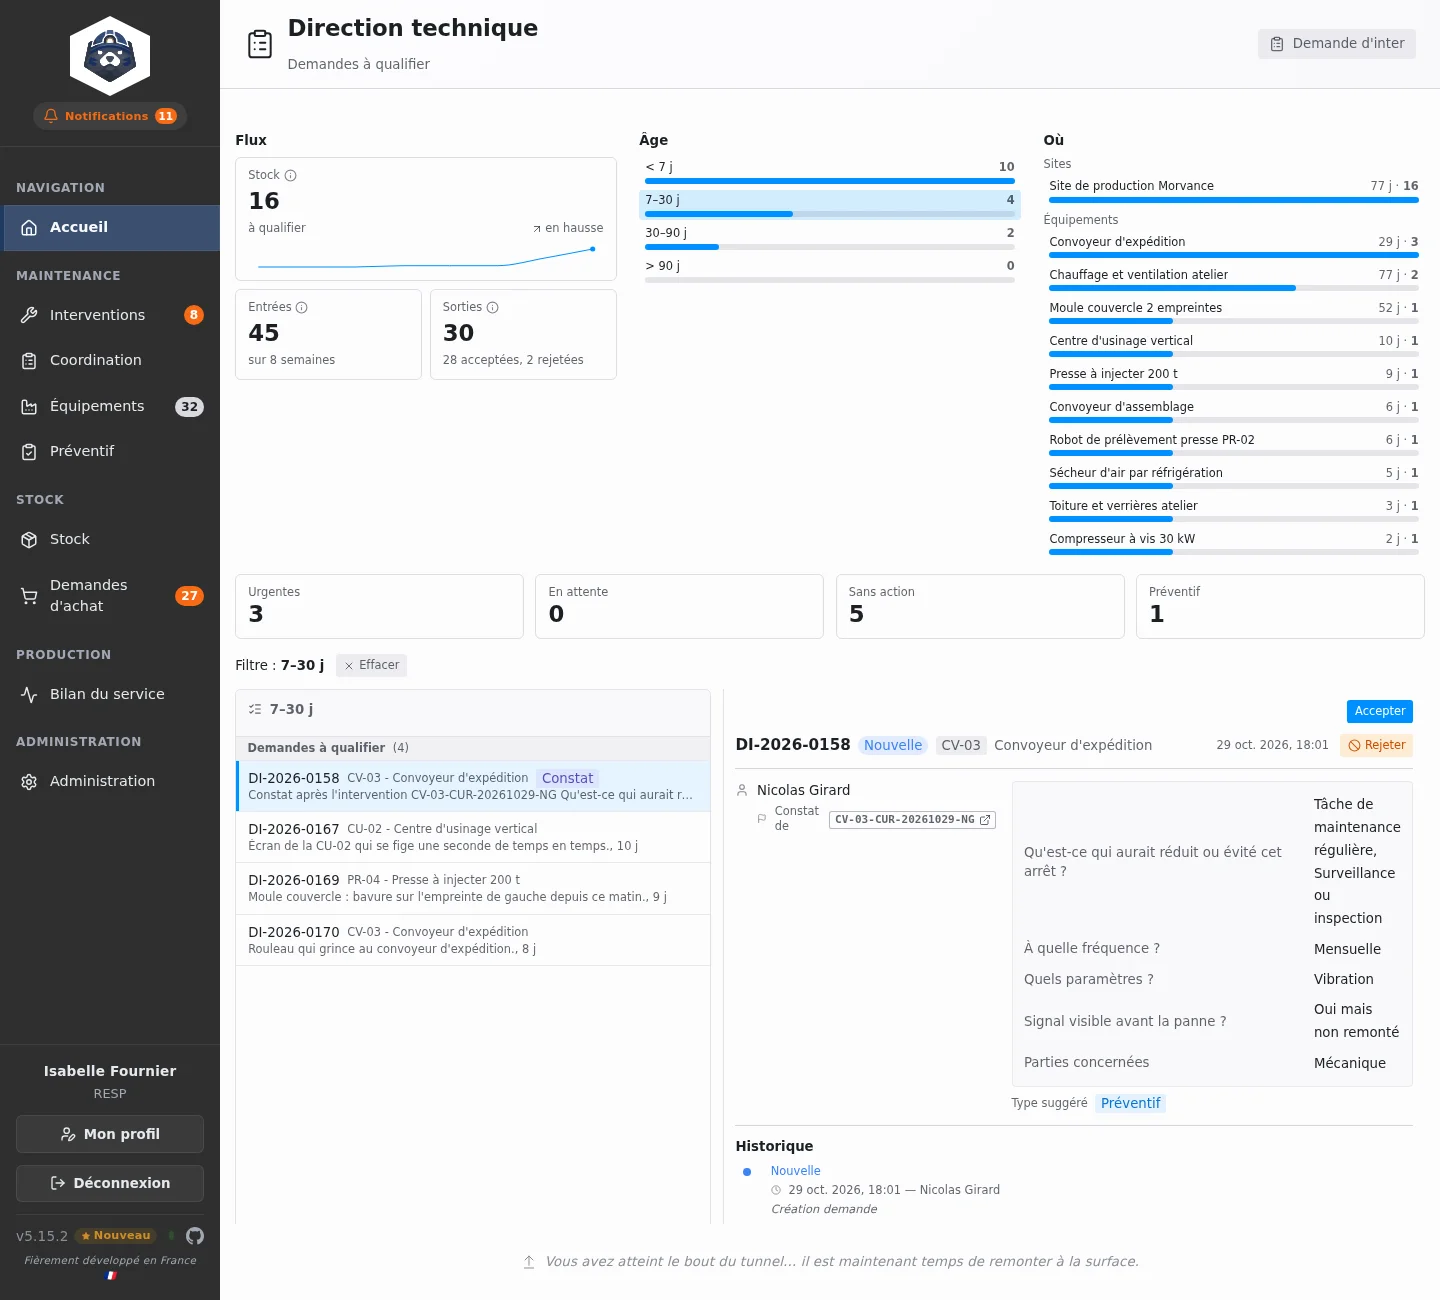 Notifications 11
NAVIGATION
Accueil
MAINTENANCE
Interventions 8
Coordination
Équipements 32
Préventif
STOCK
Stock
Demandes
d'achat 27
PRODUCTION
Bilan du service
ADMINISTRATION
Administration
Isabelle Fournier
RESP
Mon profil
Déconnexion
v5.15.2 Nouveau
Fièrement développé en France
Direction technique
Demandes à qualifier
Demande d'inter
Flux
Stock
16
à qualifier en hausse
Entrées
45
sur 8 semaines
Sorties
30
28 acceptées, 2 rejetées
Âge
< 7 j 10
7–30 j 4
30–90 j 2
> 90 j 0
Où
Sites
Site de production Morvance 77 j · 16
Équipements
Convoyeur d'expédition 29 j · 3
Chauffage et ventilation atelier 77 j · 2
Moule couvercle 2 empreintes 52 j · 1
Centre d'usinage vertical 10 j · 1
Presse à injecter 200 t 9 j · 1
Convoyeur d'assemblage 6 j · 1
Robot de prélèvement presse PR-02 6 j · 1
Sécheur d'air par réfrigération 5 j · 1
Toiture et verrières atelier 3 j · 1
Compresseur à vis 30 kW 2 j · 1
Urgentes
3
En attente
0
Sans action
5
Préventif
1
Filtre : 7–30 j Effacer
7–30 j
Demandes à qualifier (4)
DI-2026-0158 CV-03 - Convoyeur d'expédition Constat
Constat après l'intervention CV-03-CUR-20261029-NG Qu'est-ce qui aurait r...
DI-2026-0167 CU-02 - Centre d'usinage vertical
Écran de la CU-02 qui se fige une seconde de temps en temps., 10 j
DI-2026-0169 PR-04 - Presse à injecter 200 t
Moule couvercle : bavure sur l'empreinte de gauche depuis ce matin., 9 j
DI-2026-0170 CV-03 - Convoyeur d'expédition
Rouleau qui grince au convoyeur d'expédition., 8 j
Accepter
DI-2026-0158 Nouvelle CV-03 Convoyeur d'expédition 29 oct. 2026, 18:01 Rejeter
Nicolas Girard
Constat
de CV-03-CUR-20261029-NG
Qu'est-ce qui aurait réduit ou évité cet
arrêt ?
Tâche de
maintenance
régulière,
Surveillance
ou
inspection
À quelle fréquence ? Mensuelle
Quels paramètres ? Vibration
Signal visible avant la panne ? Oui mais
non remonté
Parties concernées Mécanique
Type suggéré Préventif
Historique
Nouvelle
29 oct. 2026, 18:01 — Nicolas Girard
Création demande
Vous avez atteint le bout du tunnel... il est maintenant temps de remonter à la surface.